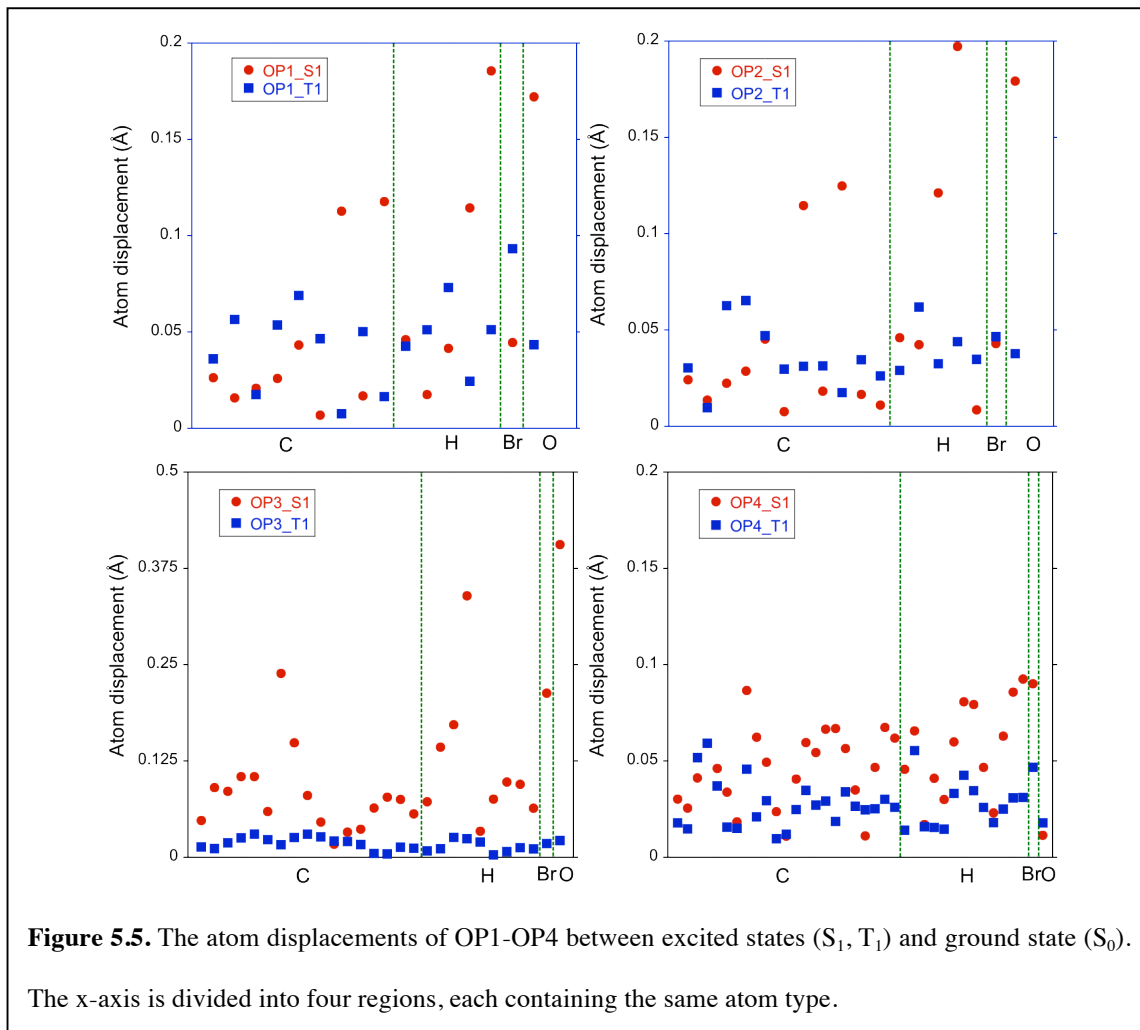 0.2
0.15
0.1
0.05
0
Atom displacement (Å)
OP1_S1
OP1_T1
C
H
Br
O
0.2
0.15
0.1
0.05
0
Atom displacement (Å)
OP2_S1
OP2_T1
C
H
Br
O
0.5
0.375
0.25
0.125
0
Atom displacement (Å)
OP3_S1
OP3_T1
C
H
Br
O
0.2
0.15
0.1
0.05
0
Atom displacement (Å)
OP4_S1
OP4_T1
C
H
Br
O
Figure 5.5. The atom displacements of OP1-OP4 between excited states (S₁, T₁) and ground state (S₀).
The x-axis is divided into four regions, each containing the same atom type.